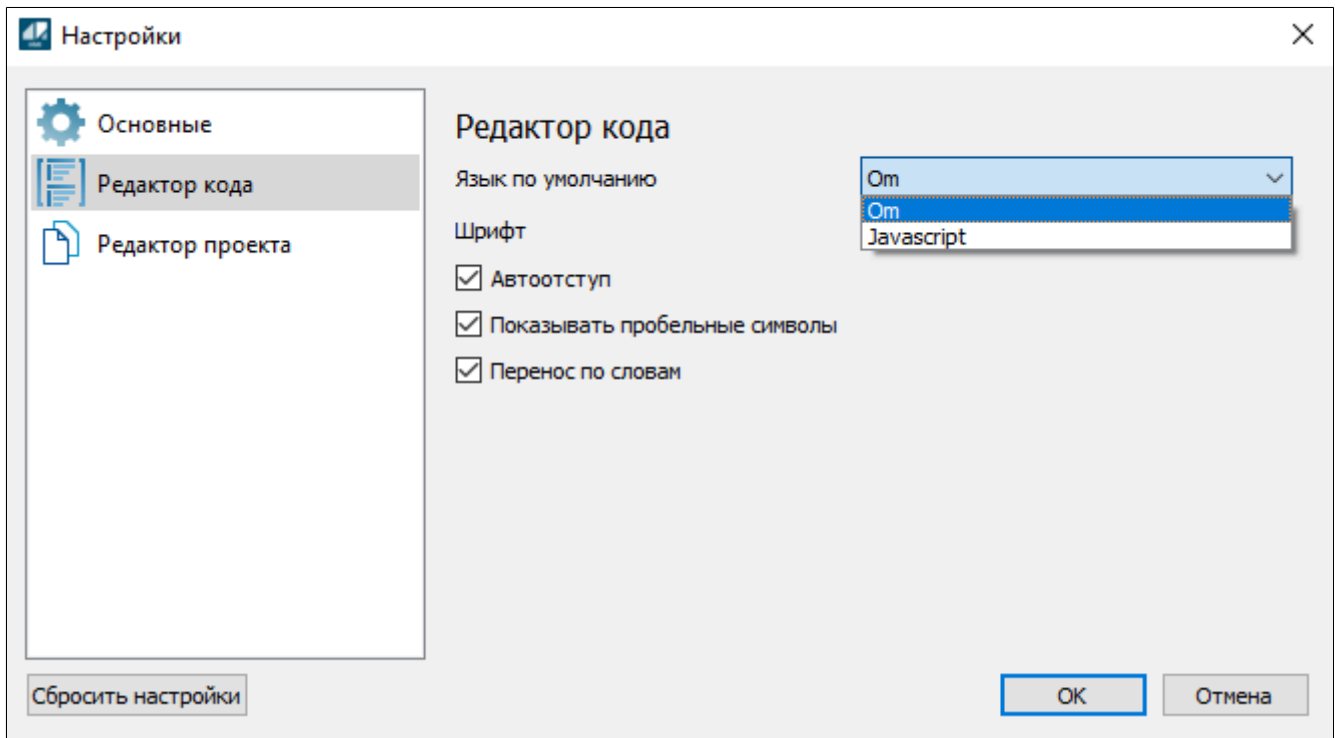 Настройки
Основные
Редактор кода
Редактор проекта
Редактор кода
Язык по умолчанию
Om
Om
Javascript
Шрифт
Автоотступ
Показывать пробельные символы
Перенос по словам
Сбросить настройки
OK
Отмена